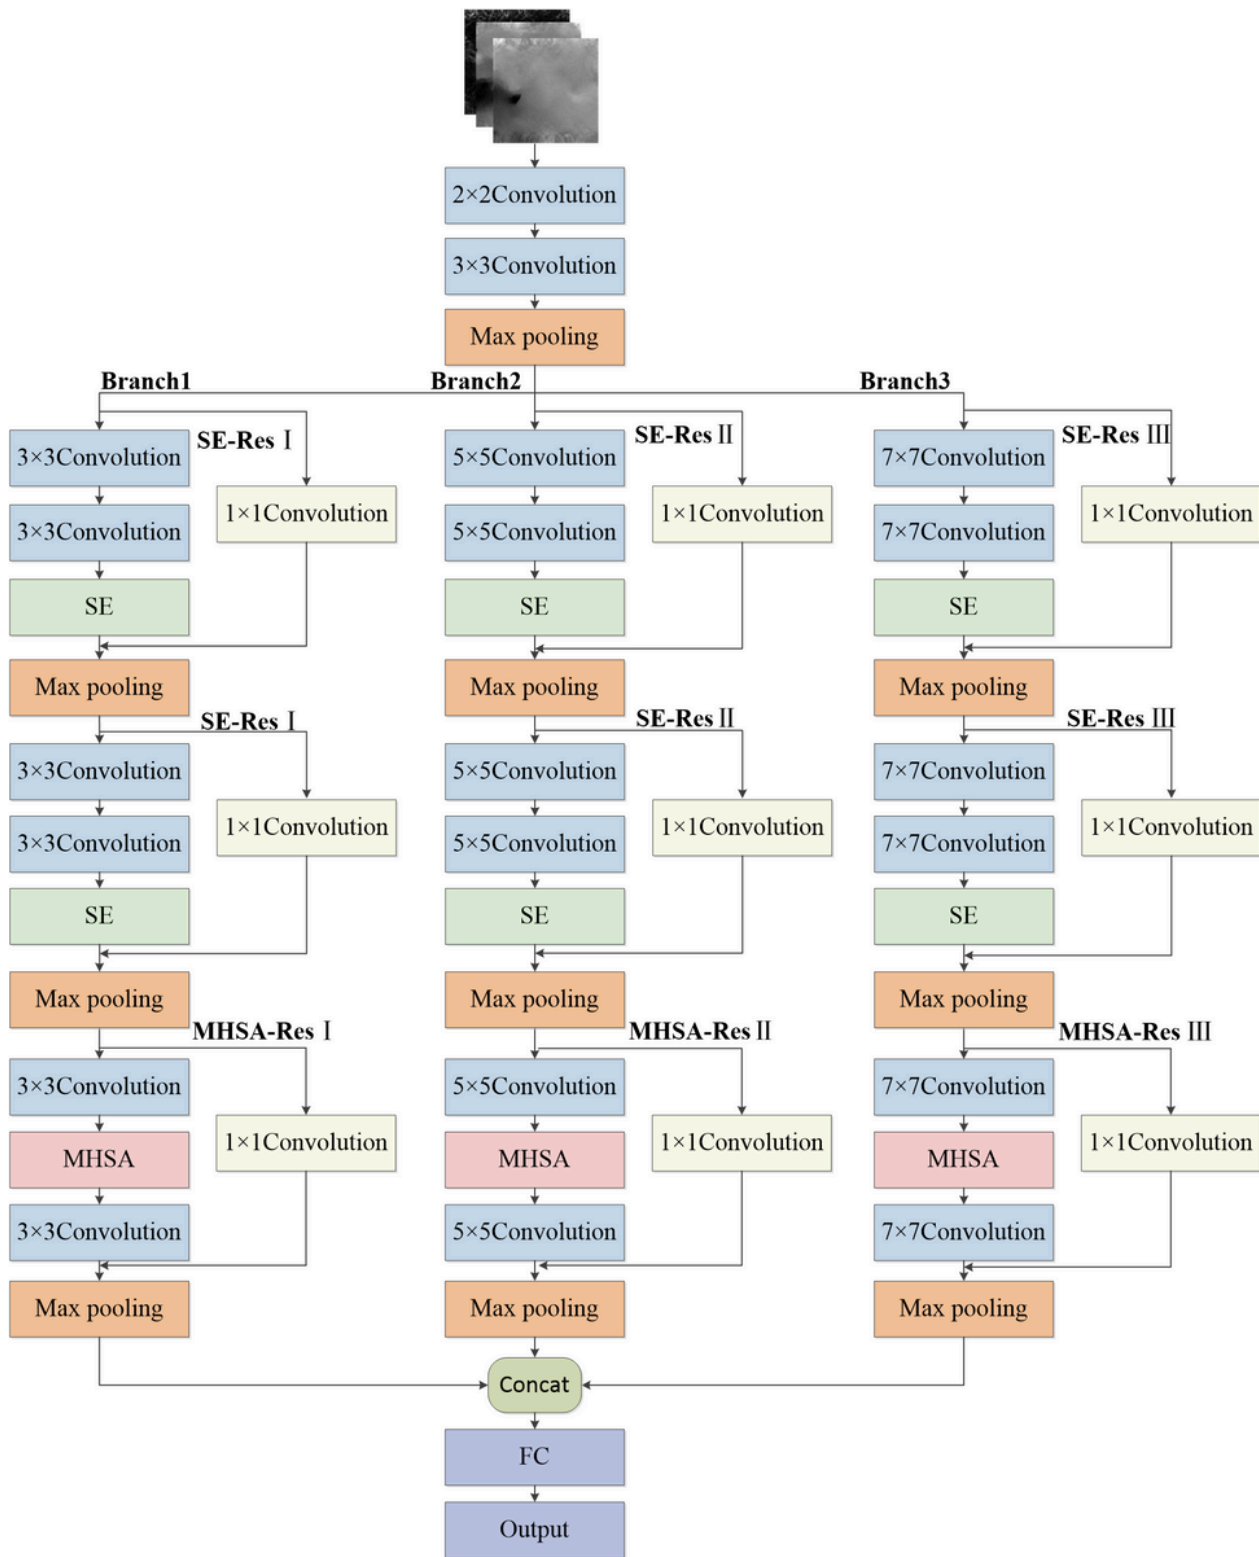 2×2Convolution
3×3Convolution
Max pooling
Branch1
Branch2
Branch3
SE-Res Ⅰ
3×3Convolution
1×1Convolution
3×3Convolution
SE
Max pooling
SE-Res Ⅰ
3×3Convolution
1×1Convolution
3×3Convolution
SE
Max pooling
MHSA-Res Ⅰ
3×3Convolution
1×1Convolution
MHSA
3×3Convolution
Max pooling
SE-Res Ⅱ
5×5Convolution
1×1Convolution
5×5Convolution
SE
Max pooling
SE-Res Ⅱ
5×5Convolution
1×1Convolution
5×5Convolution
SE
Max pooling
MHSA-Res Ⅱ
5×5Convolution
1×1Convolution
MHSA
5×5Convolution
Max pooling
SE-Res Ⅲ
7×7Convolution
1×1Convolution
7×7Convolution
SE
Max pooling
SE-Res Ⅲ
7×7Convolution
1×1Convolution
7×7Convolution
SE
Max pooling
MHSA-Res Ⅲ
7×7Convolution
1×1Convolution
MHSA
7×7Convolution
Max pooling
Concat
FC
Output